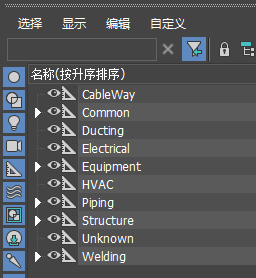 选择 显示 编辑 自定义
名称(按升序排序)
CableWay
Common
Ducting
Electrical
Equipment
HVAC
Piping
Structure
Unknown
Welding